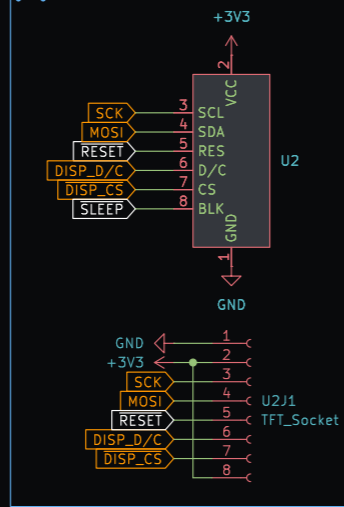 +3V3
2
VCC
SCK 3 SCL
MOSI 4 SDA
RESET 5 RES
DISP_D/C 6 D/C
DISP_CS 7 CS
SLEEP 8 BLK
U2
GND
1
GND
GND 1
+3V3 2
SCK 3
MOSI 4 U2J1
RESET 5 TFT_Socket
DISP_D/C 6
DISP_CS 7
8